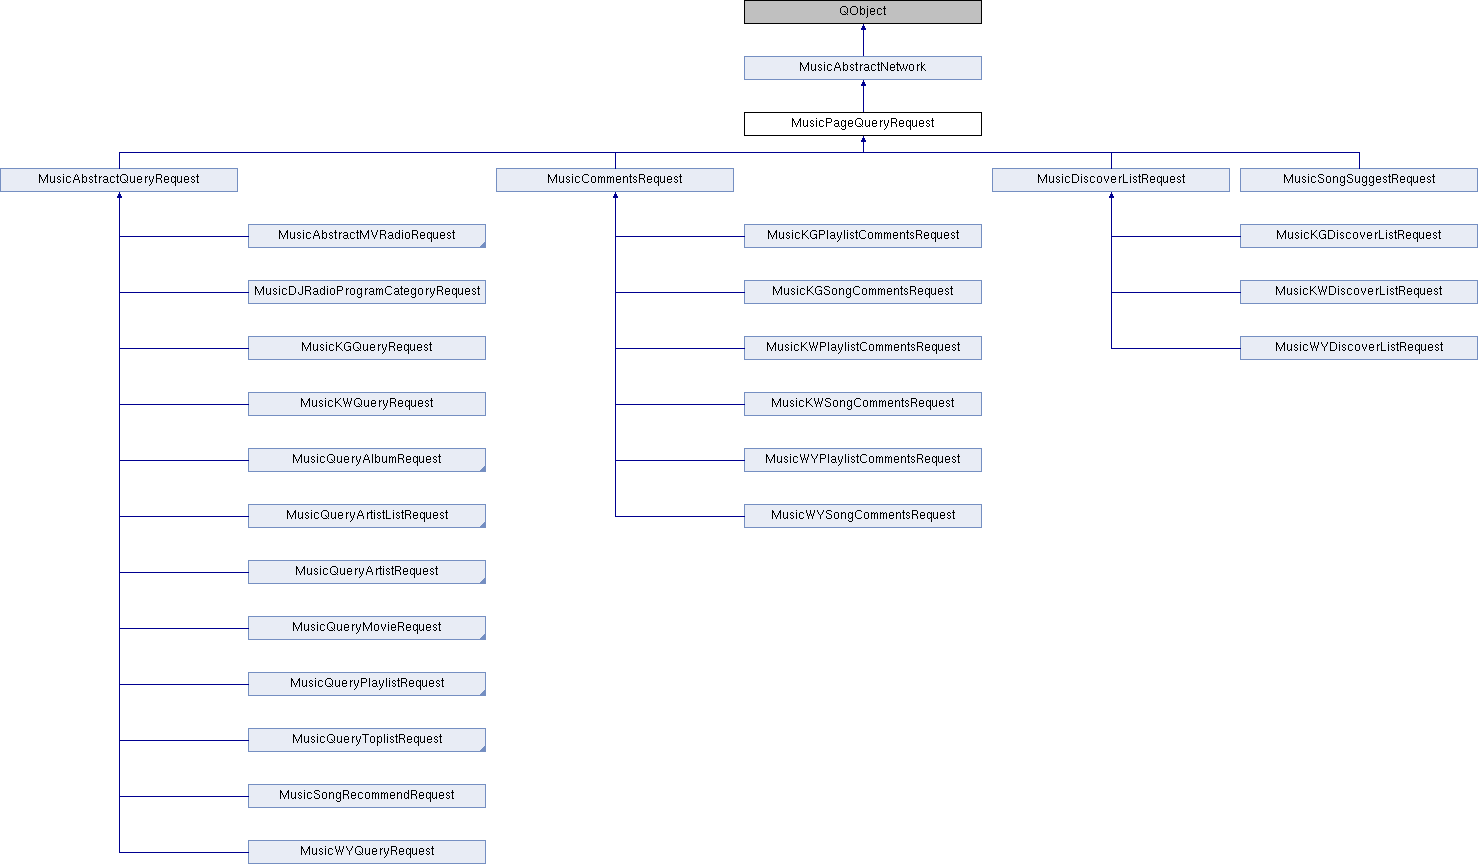 QObject
MusicAbstractNetwork
MusicPageQueryRequest
MusicAbstractQueryRequest
MusicCommentsRequest
MusicDiscoverListRequest
MusicSongSuggestRequest
MusicAbstractMVRadioRequest
MusicKGPlaylistCommentsRequest
MusicKGDiscoverListRequest
MusicDJRadioProgramCategoryRequest
MusicKGSongCommentsRequest
MusicKWDiscoverListRequest
MusicKGQueryRequest
MusicKWPlaylistCommentsRequest
MusicWYDiscoverListRequest
MusicKWQueryRequest
MusicKWSongCommentsRequest
MusicQueryAlbumRequest
MusicWYPlaylistCommentsRequest
MusicQueryArtistListRequest
MusicWYSongCommentsRequest
MusicQueryArtistRequest
MusicQueryMovieRequest
MusicQueryPlaylistRequest
MusicQueryToplistRequest
MusicSongRecommendRequest
MusicWYQueryRequest